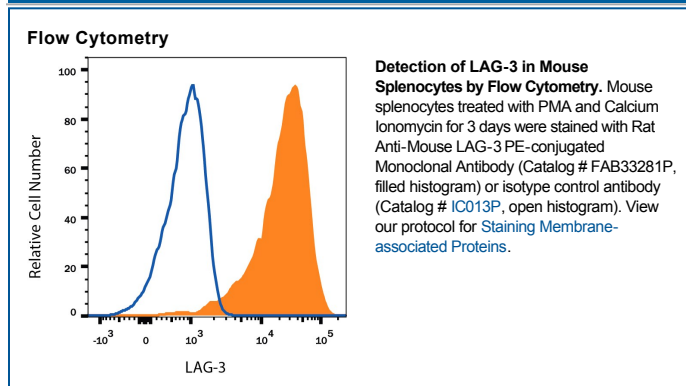 Flow Cytometry
100
80
60
40
20
0
Relative Cell Number
-10³ 0 10³ 10⁴ 10⁵
LAG-3
Detection of LAG-3 in Mouse
Splenocytes by Flow Cytometry. Mouse
splenocytes treated with PMA and Calcium
Ionomycin for 3 days were stained with Rat
Anti-Mouse LAG-3 PE-conjugated
Monoclonal Antibody (Catalog # FAB33281P,
filled histogram) or isotype control antibody
(Catalog # IC013P, open histogram). View
our protocol for Staining Membrane-
associated Proteins.